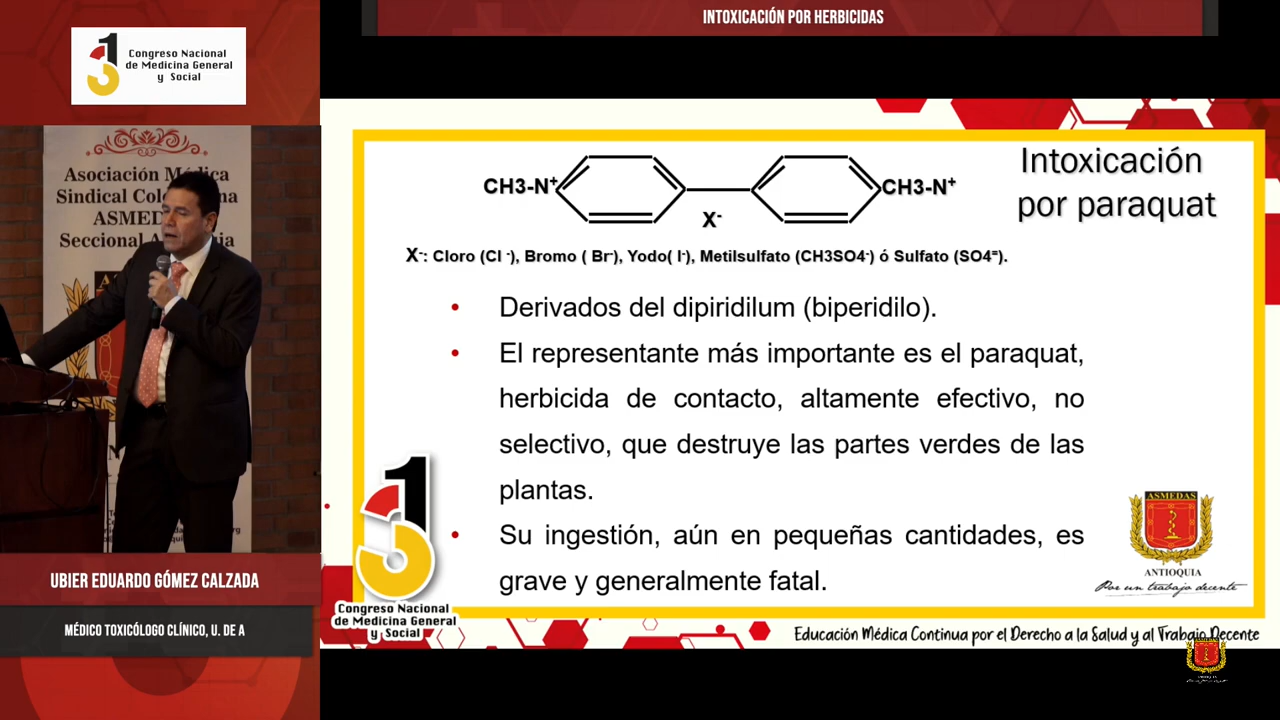 INTOXICACIÓN POR HERBICIDAS
Congreso Nacional
de Medicina General
y Social
Asociación Médica
Sindical
ASMED
Seccional
Intoxicación
por paraquat
CH3-N+
CH3-N+
X-
X-: Cloro (Cl -), Bromo ( Br-), Yodo( I-), Metilsulfato (CH3SO4-) ó Sulfato (SO4=).
• Derivados del dipiridilum (biperidilo).
• El representante más importante es el paraquat,
herbicida de contacto, altamente efectivo, no
selectivo, que destruye las partes verdes de las
plantas.
• Su ingestión, aún en pequeñas cantidades, es
grave y generalmente fatal.
ASMEDAS
ANTIOQUIA
Por un trabajo decente
Congreso Nacional
de Medicina General
y Social
Educación Médica Continua por el Derecho a la Salud y al Trabajo Decente
UBIER EDUARDO GÓMEZ CALZADA
MÉDICO TOXICÓLOGO CLÍNICO, U. DE A